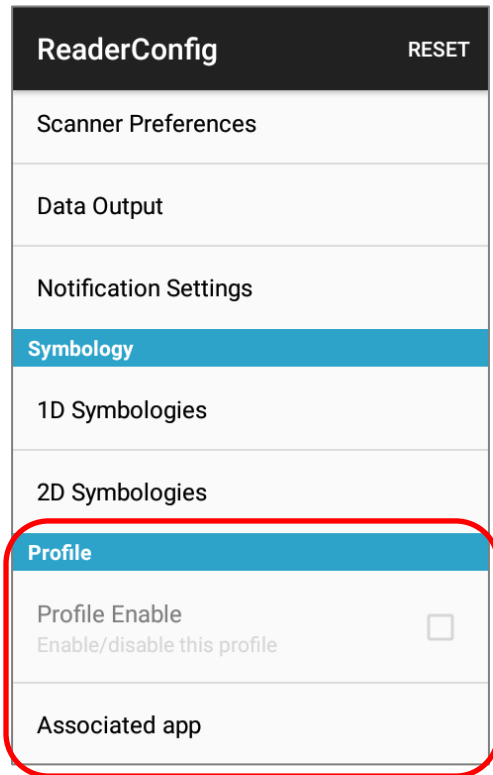 ReaderConfig RESET
Scanner Preferences
Data Output
Notification Settings
Symbology
1D Symbologies
2D Symbologies
Profile
Profile Enable
Enable/disable this profile
Associated app